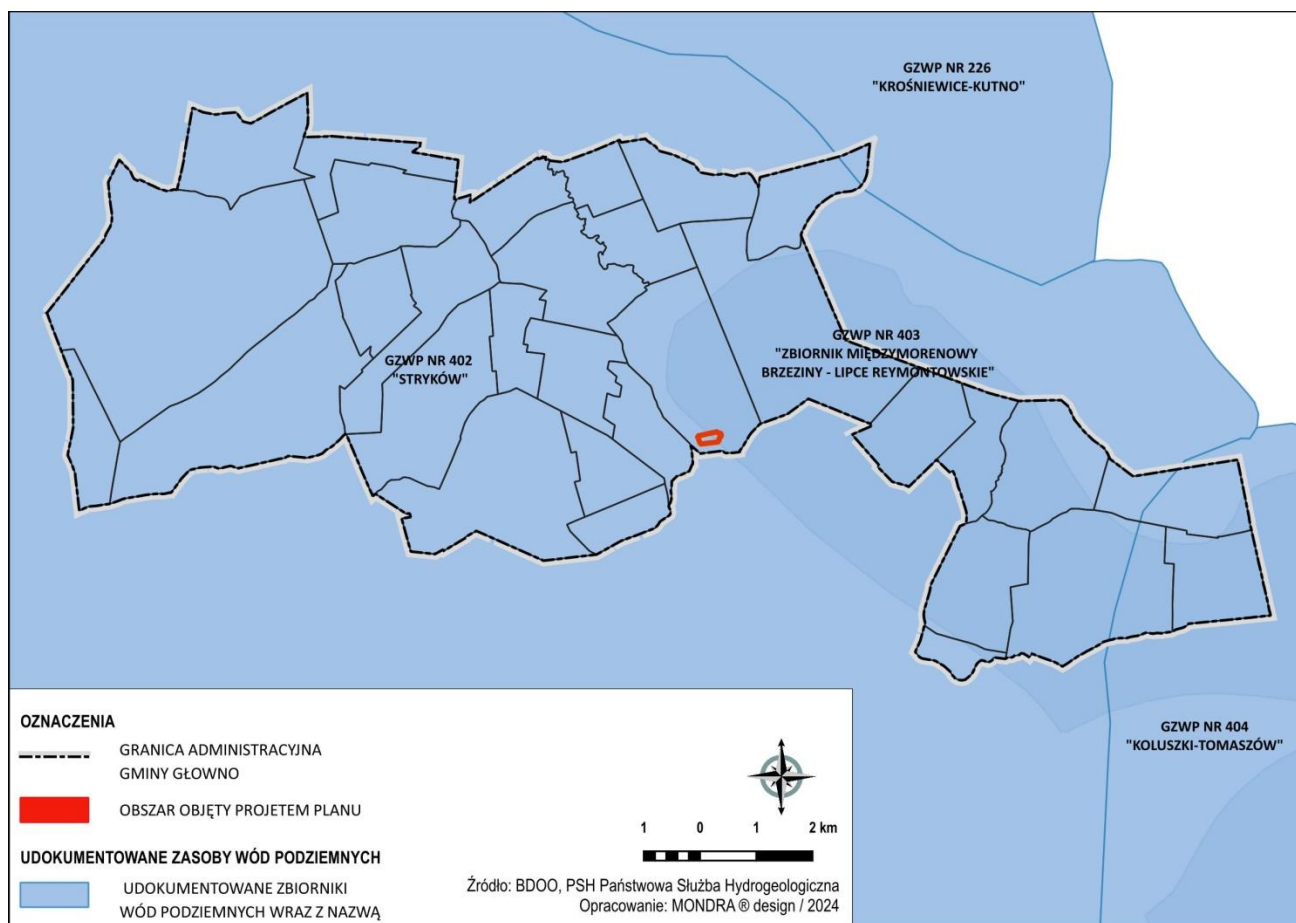 GZWP NR 226
"KROŚNIEWICE-KUTNO"
GZWP NR 403
"ZBIORNIK MIĘDZYMORENOWY
BRZEZINY - LIPCE REYMONTOWSKIE"
GZWP NR 402
"STRYKÓW"
GZWP NR 404
"KOLUSZKI-TOMASZÓW"
OZNACZENIA
GRANICA ADMINISTRACYJNA
GMINY GŁOWNO
OBSZAR OBJĘTY PROJETEM PLANU
UDOKUMENTOWANE ZASOBY WÓD PODZIEMNYCH
UDOKUMENTOWANE ZBIORNIKI
WÓD PODZIEMNYCH WRAZ Z NAZWĄ
1 0 1 2 km
Źródło: BDOO, PSH Państwowa Służba Hydrogeologiczna
Opracowanie: MONDRA ® design / 2024